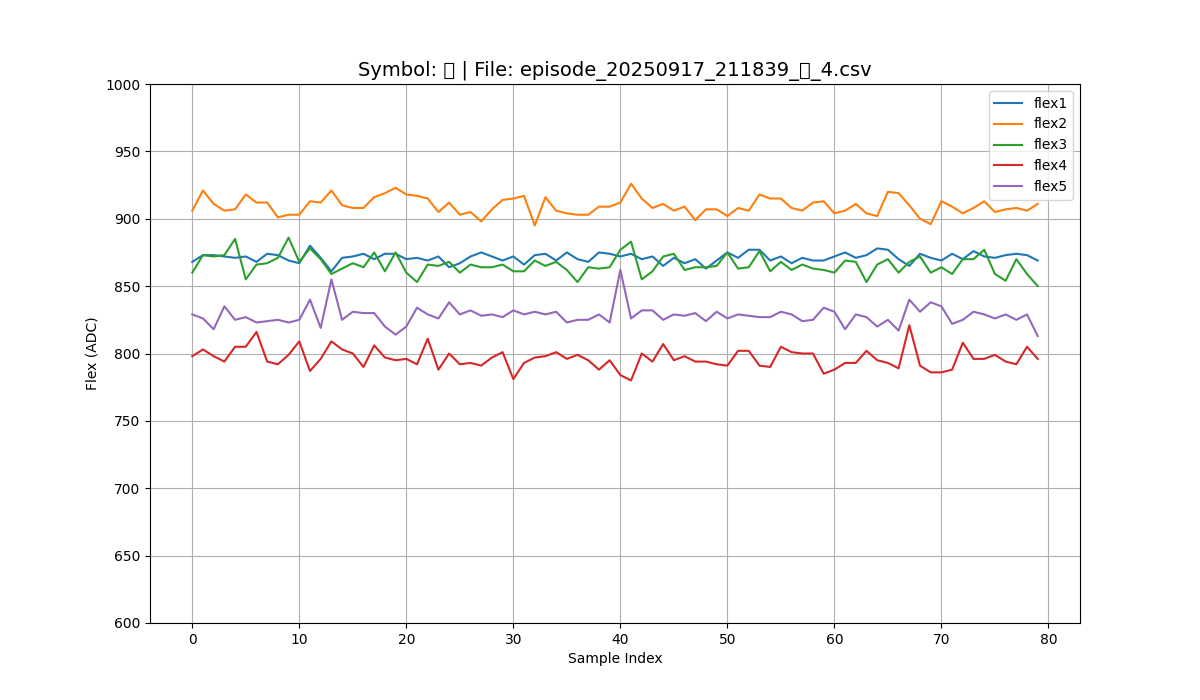 Symbol: | File: episode_20250917_211839_ _4.csv
1000
950
900
850
800
750
700
650
600
Flex (ADC)
flex1
flex2
flex3
flex4
flex5
0 10 20 30 40 50 60 70 80
Sample Index